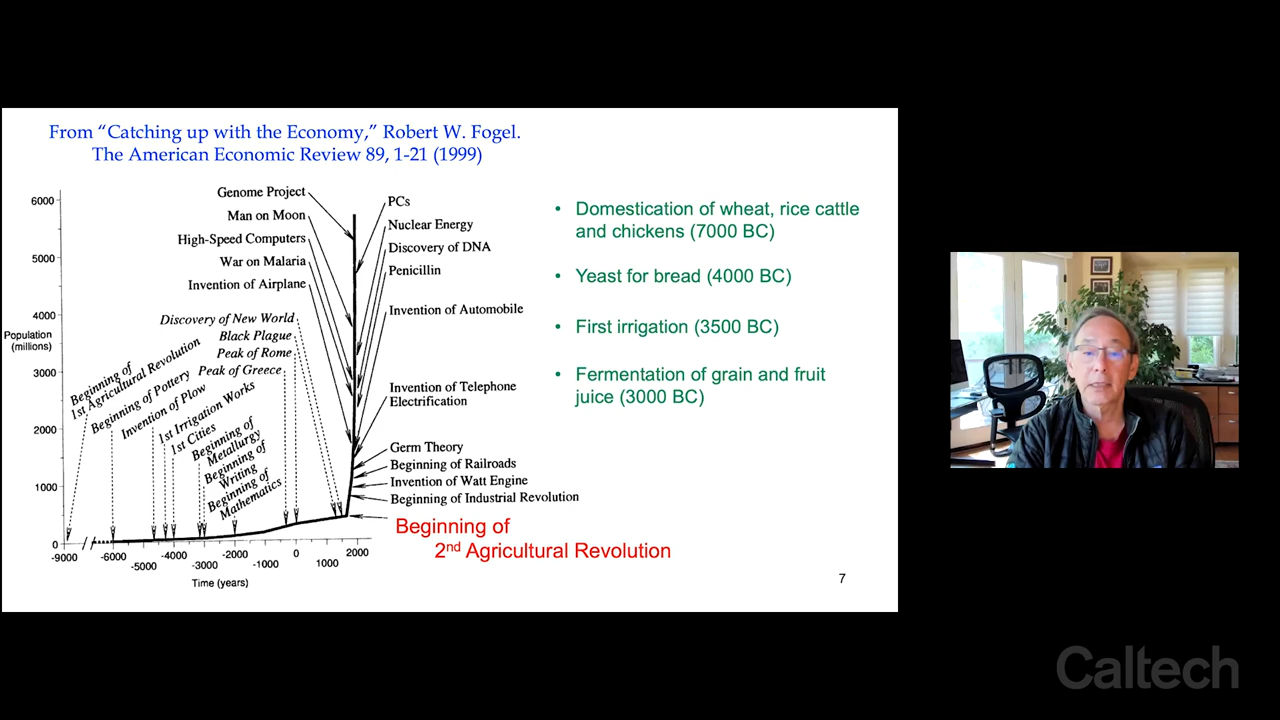 From “Catching up with the Economy,” Robert W. Fogel.
The American Economic Review 89, 1-21 (1999)
6000
5000
4000
Population
(millions)
3000
2000
1000
0
Genome Project
Man on Moon
High-Speed Computers
War on Malaria
Invention of Airplane
Discovery of New World
Black Plague
Peak of Rome
Peak of Greece
Beginning of
1st Agricultural Revolution
Beginning of Pottery
Invention of Plow
1st Irrigation Works
1st Cities
Beginning of
Metallurgy
Beginning of
Writing
Beginning of
Mathematics
PCs
Nuclear Energy
Discovery of DNA
Penicillin
Invention of Automobile
Invention of Telephone
Electrification
Germ Theory
Beginning of Railroads
Invention of Watt Engine
Beginning of Industrial Revolution
Beginning of
2nd Agricultural Revolution
-9000 -6000 -4000 -2000 0 2000
-5000 -3000 -1000 1000
Time (years)
• Domestication of wheat, rice cattle
and chickens (7000 BC)
• Yeast for bread (4000 BC)
• First irrigation (3500 BC)
• Fermentation of grain and fruit
juice (3000 BC)
7
Caltech